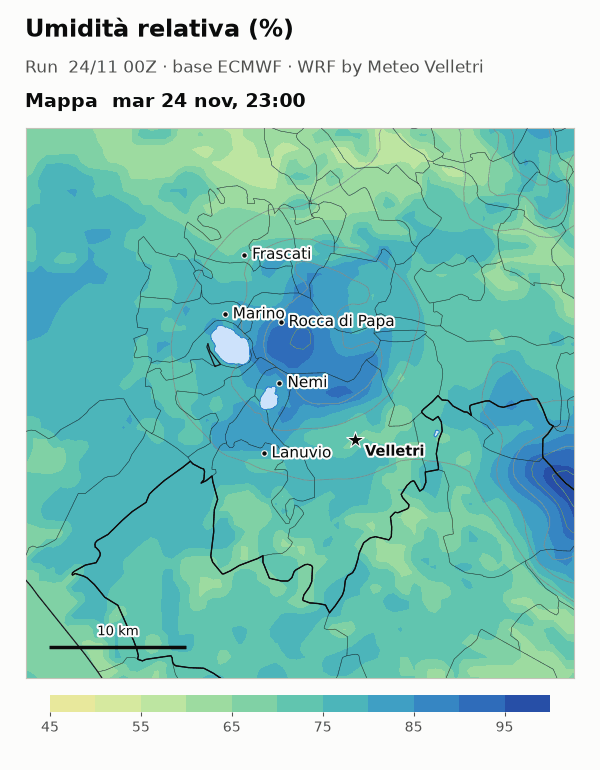 Umidità relativa (%)
Run  24/11 00Z · base ECMWF · WRF by Meteo Velletri
Mappa  mar 24 nov, 23:00
Frascati
Marino
Rocca di Papa
Nemi
Velletri
Lanuvio
10 km
45 55 65 75 85 95